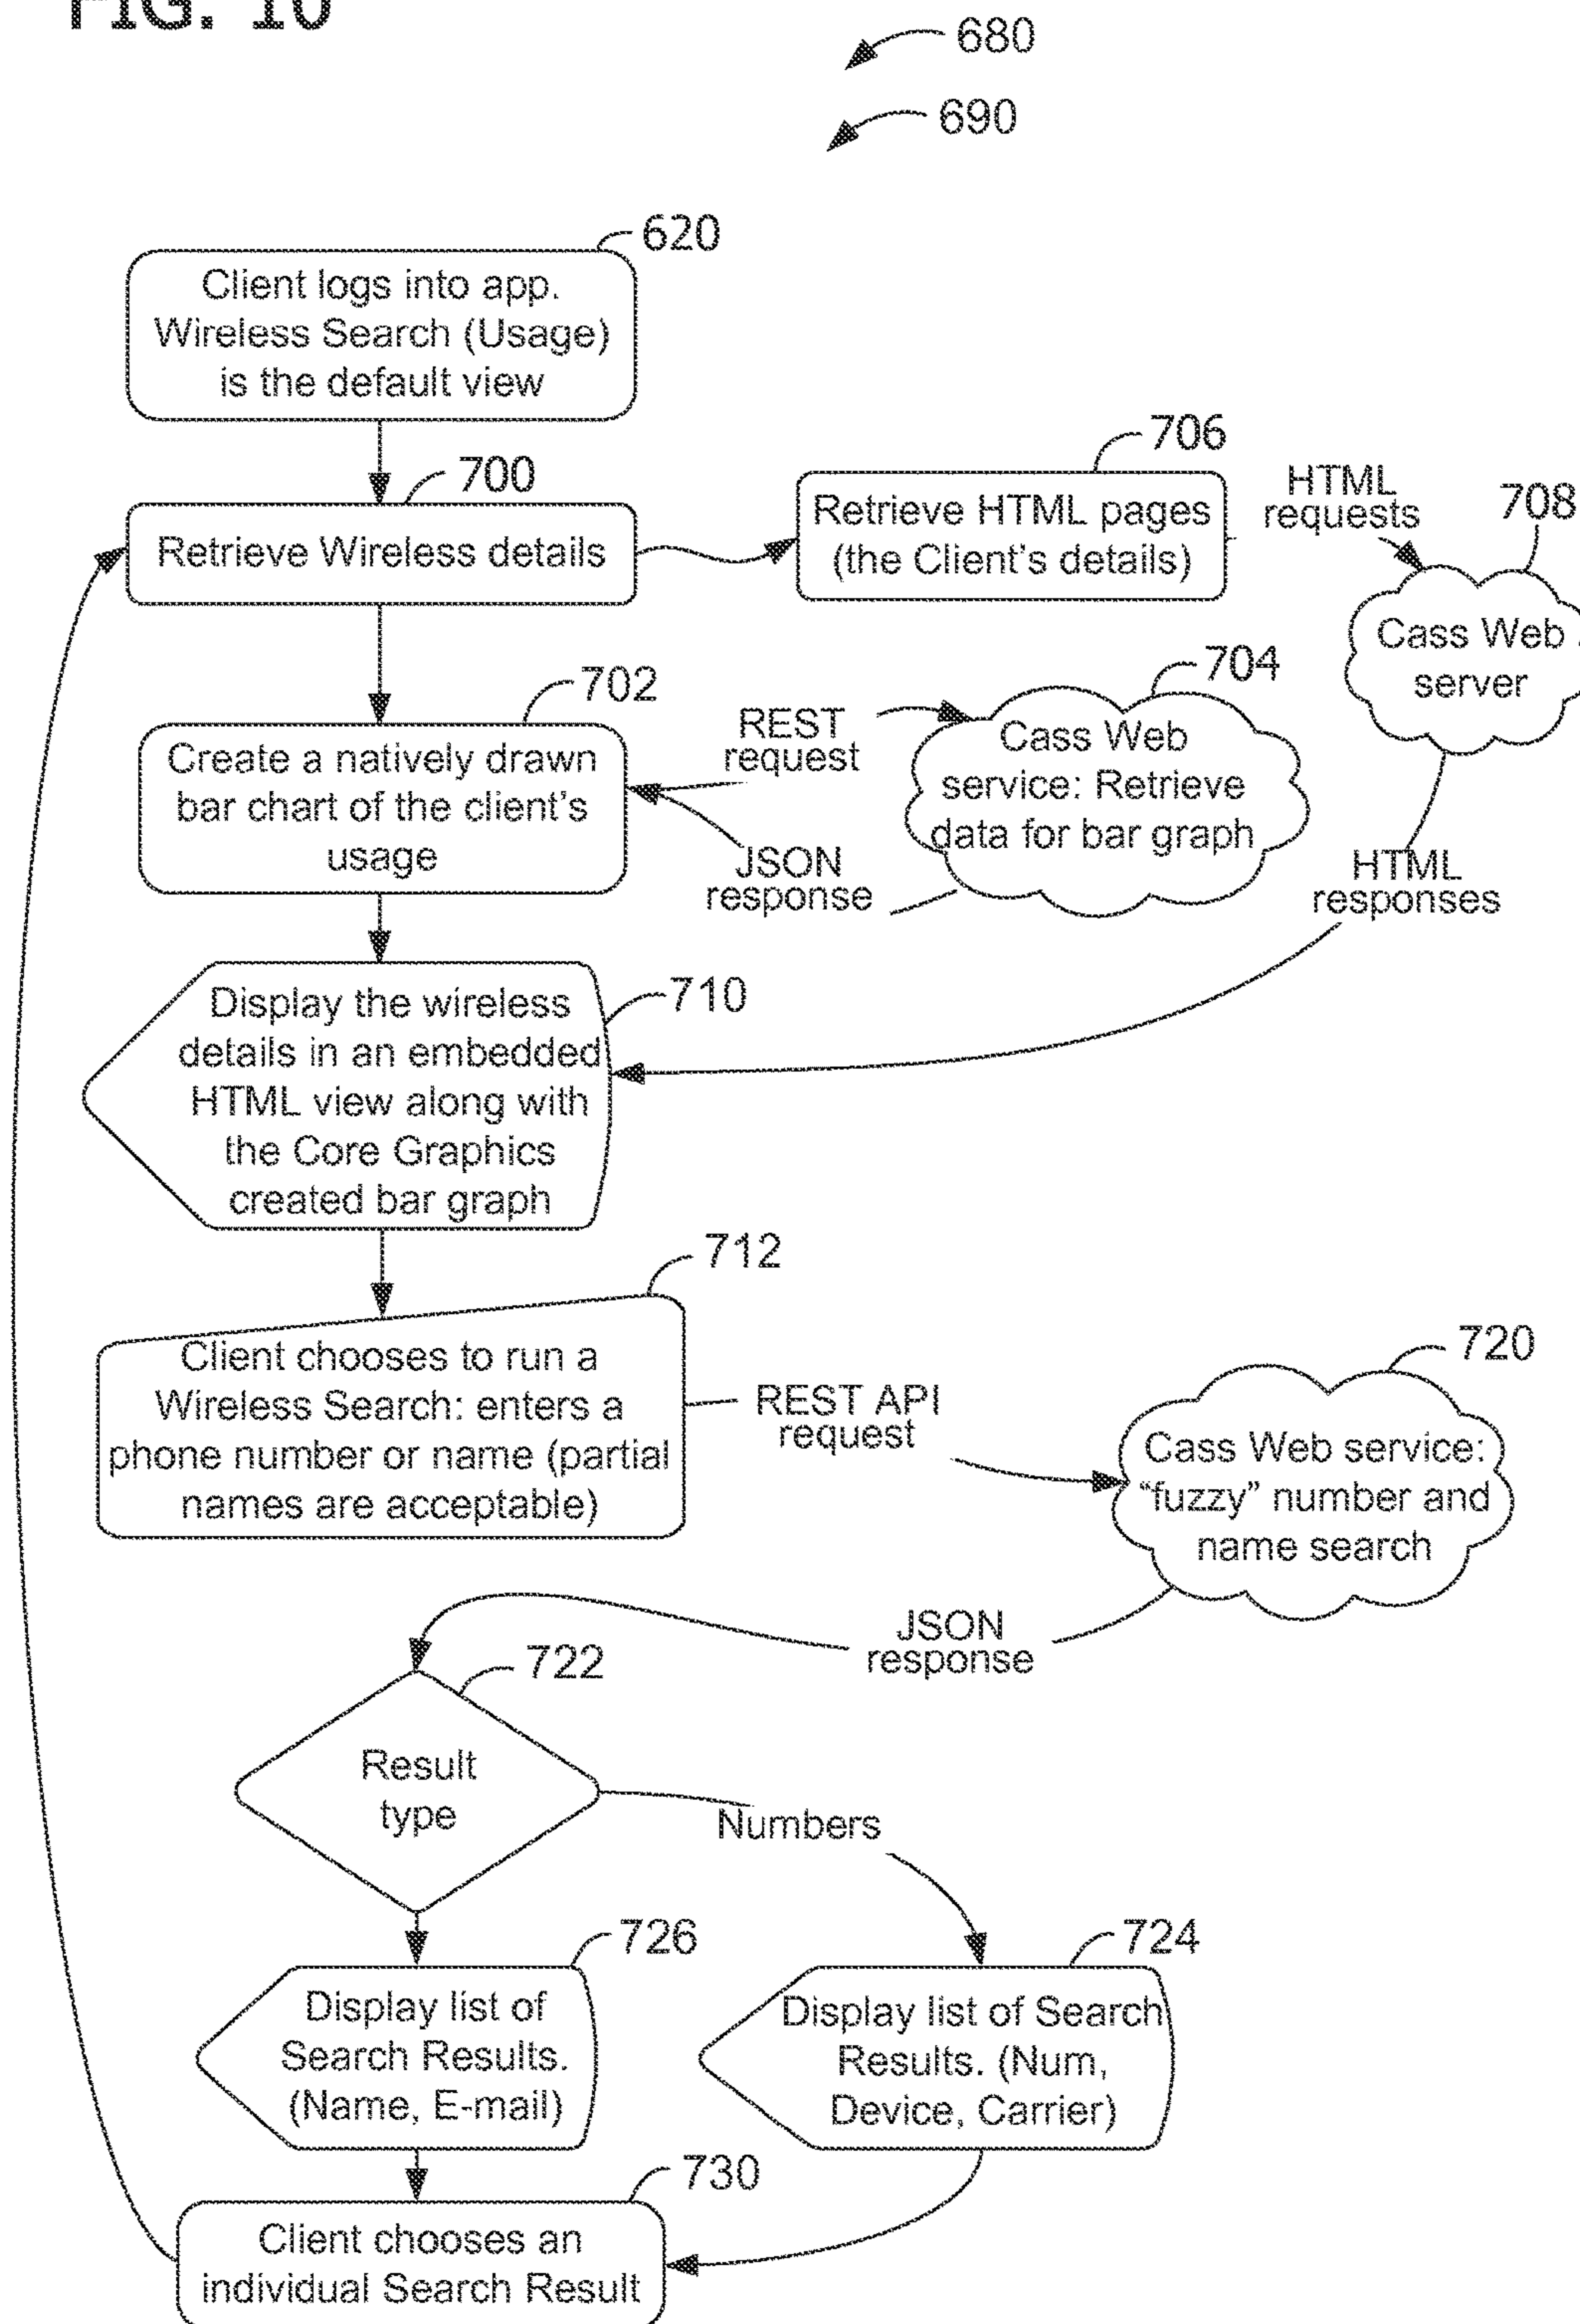 FIG. 10
680
690
620
Client logs into app.
Wireless Search (Usage)
is the default view
700
Retrieve Wireless details
706
Retrieve HTML pages
(the Client's details)
HTML
requests
708
Cass Web
server
702
Create a natively drawn
bar chart of the client's
usage
REST
request
JSON
response
704
Cass Web
service: Retrieve
data for bar graph
HTML
responses
710
Display the wireless
details in an embedded
HTML view along with
the Core Graphics
created bar graph
712
Client chooses to run a
Wireless Search: enters a
phone number or name (partial
names are acceptable)
REST API
request
720
Cass Web service:
“fuzzy” number and
name search
JSON
response
722
Result
type
Numbers
726
Display list of
Search Results.
(Name, E-mail)
724
Display list of Search
Results. (Num,
Device, Carrier)
730
Client chooses an
individual Search Result